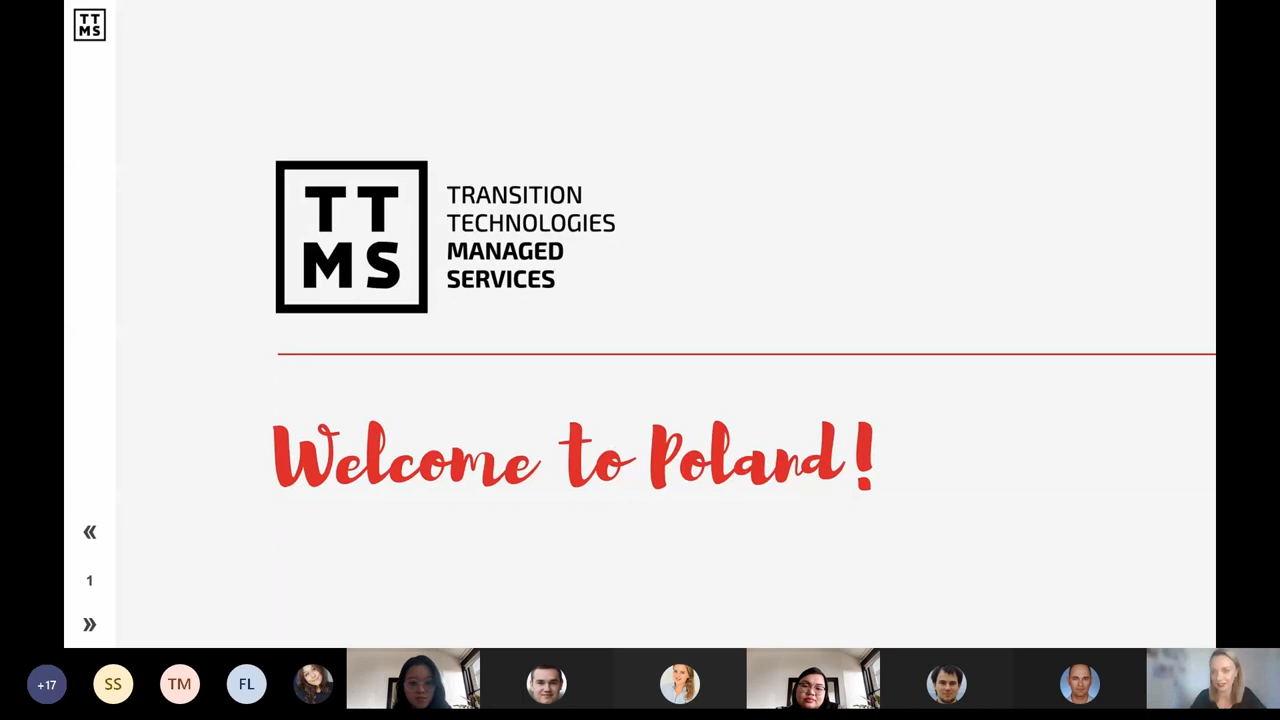 TT
MS
TT
MS
TRANSITION
TECHNOLOGIES
MANAGED
SERVICES
Welcome to Poland!
«
1
»
+17
SS
TM
FL